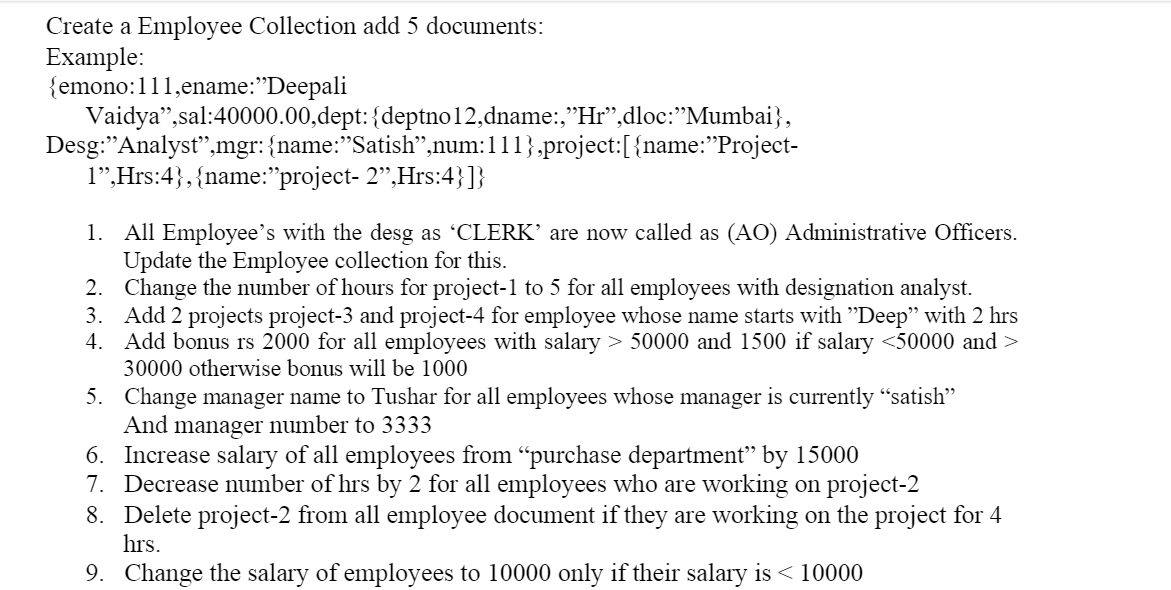 Create a Employee Collection add 5 documents:
Example:
{emono:111,ename:”Deepali
Vaidya”,sal:40000.00,dept:{deptno12,dname:,”Hr”,dloc:”Mumbai},
Desg:”Analyst”,mgr:{name:”Satish”,num:111},project:[{name:”Project-
1”,Hrs:4},{name:”project- 2”,Hrs:4}]}
1. All Employee’s with the desg as ‘CLERK’ are now called as (AO) Administrative Officers.
Update the Employee collection for this.
2. Change the number of hours for project-1 to 5 for all employees with designation analyst.
3. Add 2 projects project-3 and project-4 for employee whose name starts with ”Deep” with 2 hrs
4. Add bonus rs 2000 for all employees with salary > 50000 and 1500 if salary <50000 and >
30000 otherwise bonus will be 1000
5. Change manager name to Tushar for all employees whose manager is currently “satish”
And manager number to 3333
6. Increase salary of all employees from “purchase department” by 15000
7. Decrease number of hrs by 2 for all employees who are working on project-2
8. Delete project-2 from all employee document if they are working on the project for 4
hrs.
9. Change the salary of employees to 10000 only if their salary is < 10000